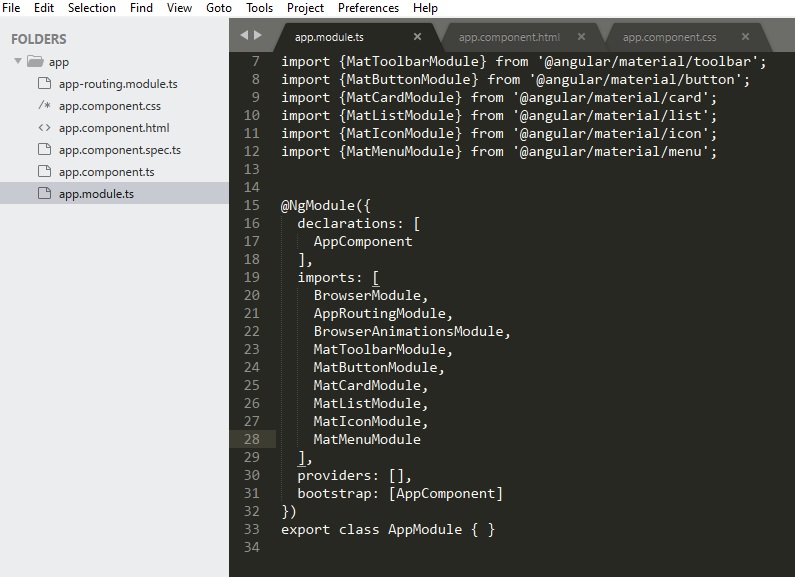 File Edit Selection Find View Goto Tools Project Preferences Help
FOLDERS
app
app-routing.module.ts
/* app.component.css
<> app.component.html
app.component.spec.ts
app.component.ts
app.module.ts
app.module.ts × app.component.html × app.component.css ×
7 import {MatToolbarModule} from '@angular/material/toolbar';
8 import {MatButtonModule} from '@angular/material/button';
9 import {MatCardModule} from '@angular/material/card';
10 import {MatListModule} from '@angular/material/list';
11 import {MatIconModule} from '@angular/material/icon';
12 import {MatMenuModule} from '@angular/material/menu';
13
14
15 @NgModule({
16   declarations: [
17     AppComponent
18   ],
19   imports: [
20     BrowserModule,
21     AppRoutingModule,
22     BrowserAnimationsModule,
23     MatToolbarModule,
24     MatButtonModule,
25     MatCardModule,
26     MatListModule,
27     MatIconModule,
28     MatMenuModule
29   ],
30   providers: [],
31   bootstrap: [AppComponent]
32 })
33 export class AppModule { }
34